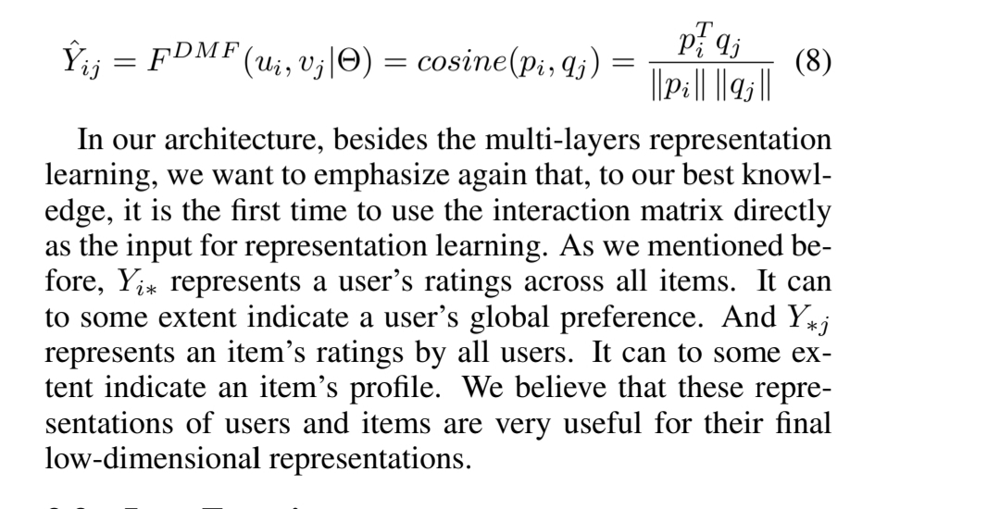 Ŷ_{ij} = F^{DMF}(u_i, v_j|Θ) = cosine(p_i, q_j) = \frac{p_i^T q_j}{‖p_i‖ ‖q_j‖} (8)
In our architecture, besides the multi-layers representation
learning, we want to emphasize again that, to our best knowl-
edge, it is the first time to use the interaction matrix directly
as the input for representation learning. As we mentioned be-
fore, Y_{i*} represents a user's ratings across all items. It can
to some extent indicate a user's global preference. And Y_{*j}
represents an item's ratings by all users. It can to some ex-
tent indicate an item's profile. We believe that these repre-
sentations of users and items are very useful for their final
low-dimensional representations.